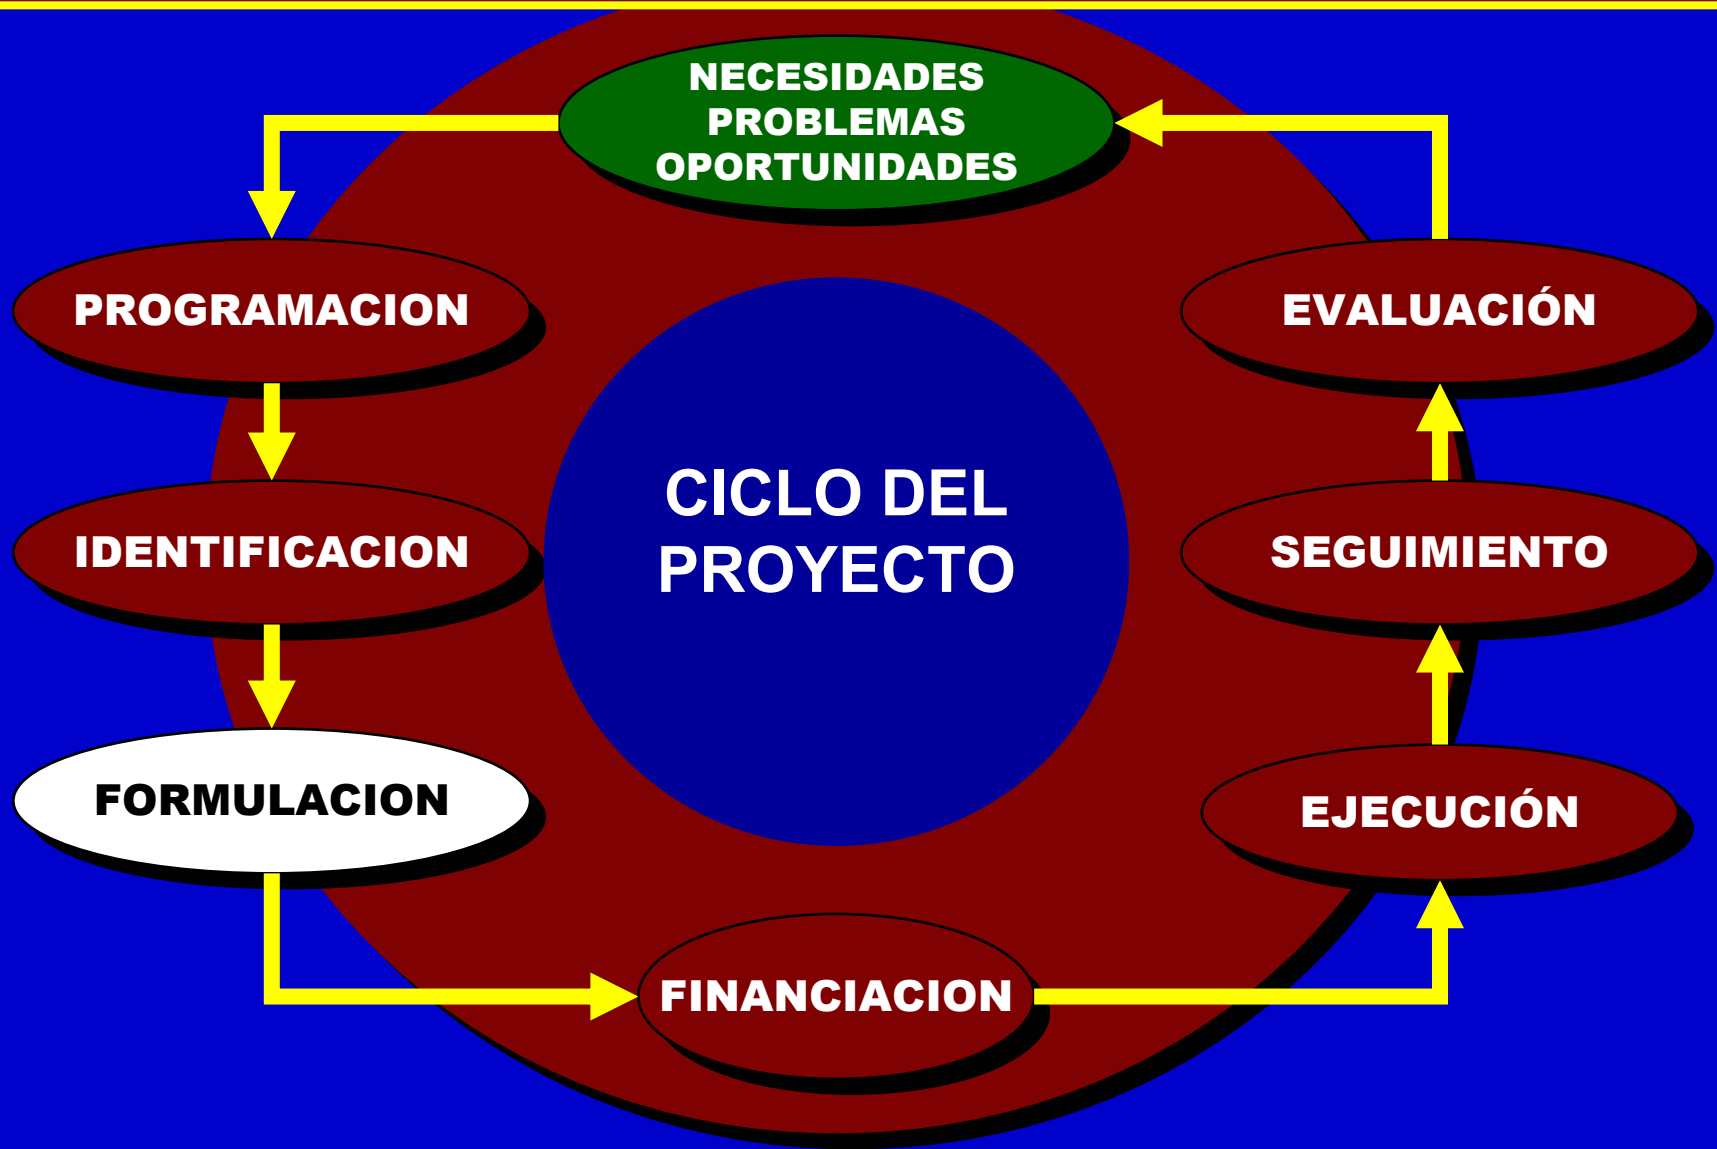 NECESIDADES
PROBLEMAS
OPORTUNIDADES
PROGRAMACION
EVALUACIÓN
CICLO DEL
PROYECTO
IDENTIFICACION
SEGUIMIENTO
FORMULACION
EJECUCIÓN
FINANCIACION